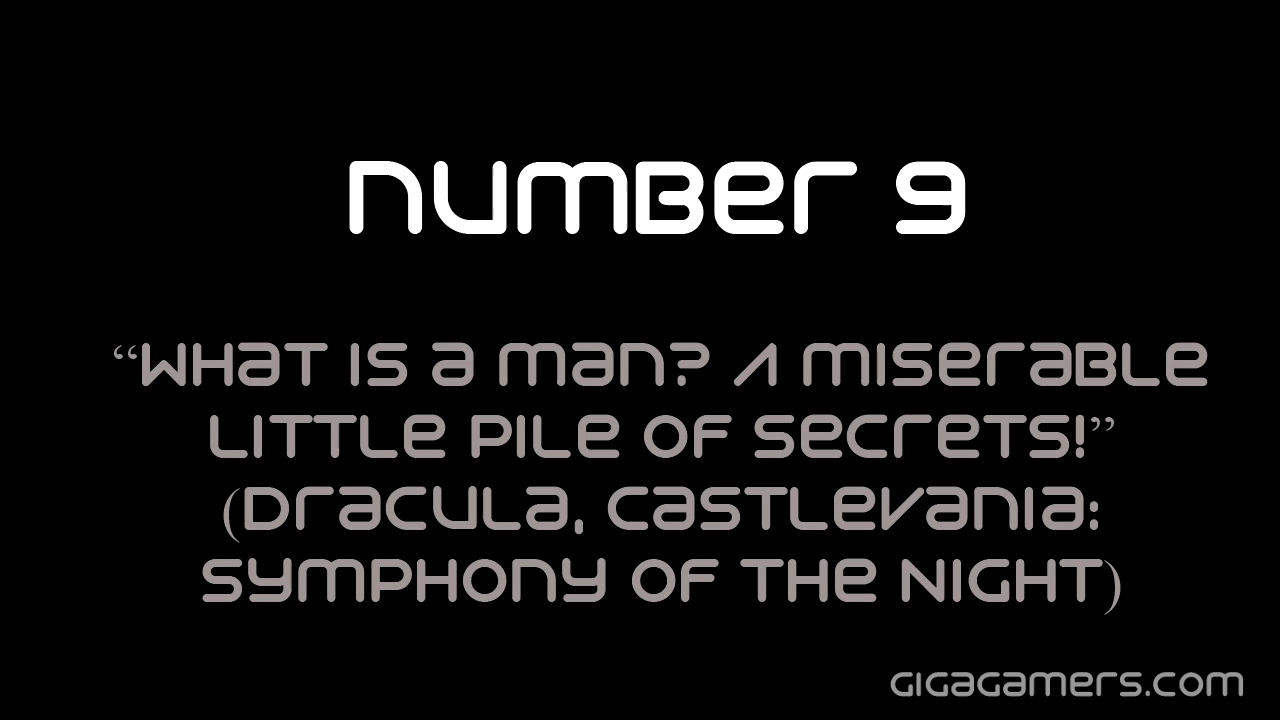 Number 9
“What is a man? A miserable
little pile of secrets!”
(Dracula, Castlevania:
Symphony of the Night)
gigagamers.com